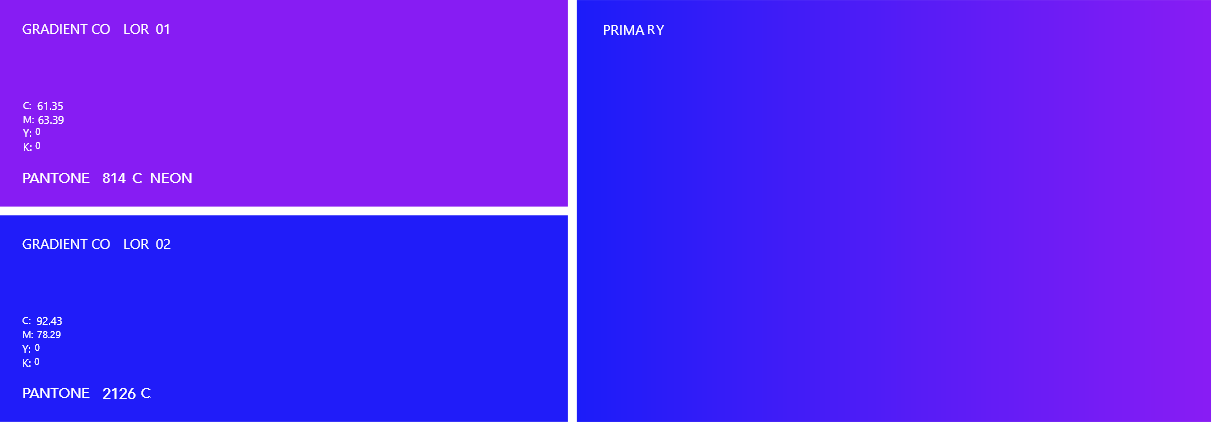 GRADIENT CO LOR 01
C: 61.35
M: 63.39
Y: 0
K: 0
PANTONE 814 C NEON
GRADIENT CO LOR 02
C: 92.43
M: 78.29
Y: 0
K: 0
PANTONE 2126 C
PRIMA RY